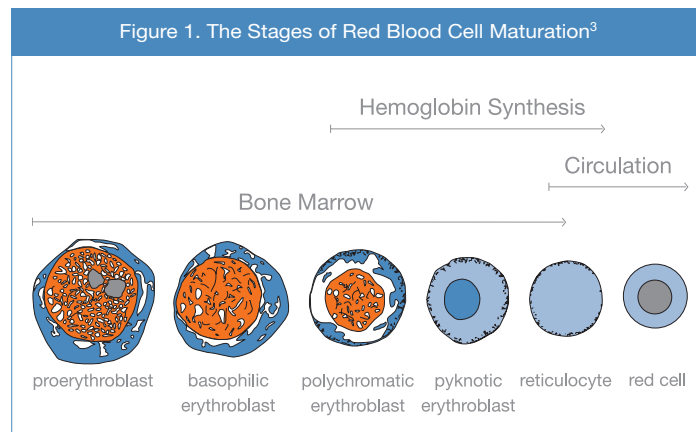 Figure 1. The Stages of Red Blood Cell Maturation³
Hemoglobin Synthesis
Circulation
Bone Marrow
proerythroblast
basophilic
erythroblast
polychromatic
erythroblast
pyknotic
erythroblast
reticulocyte
red cell